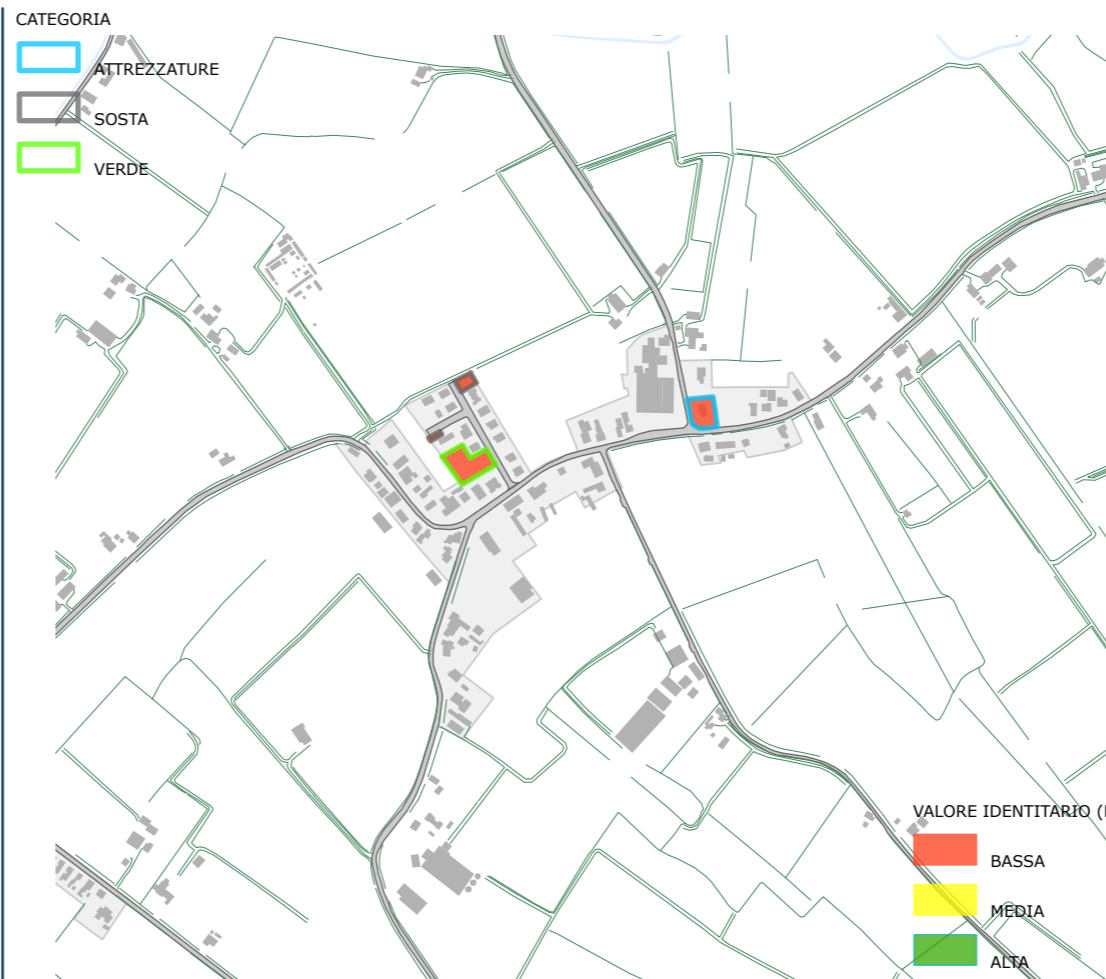 CATEGORIA
ATTREZZATURE
SOSTA
VERDE
VALORE IDENTITARIO (
BASSA
MEDIA
ALTA